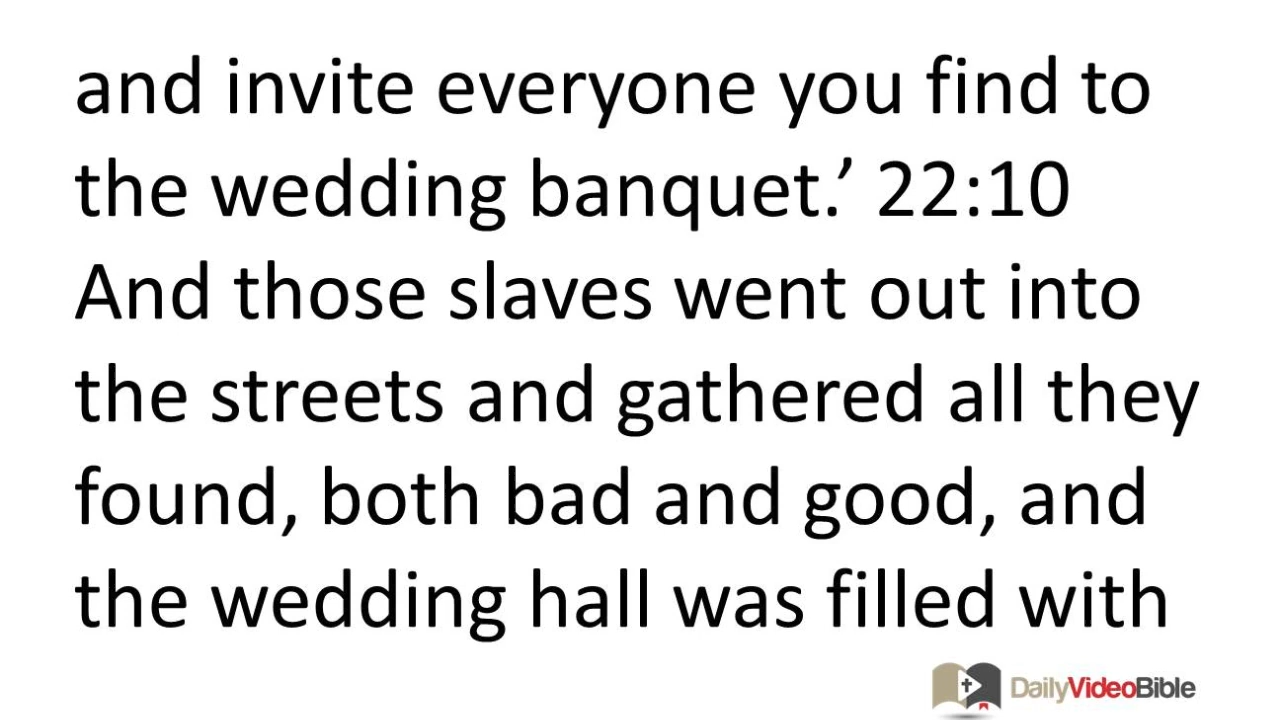 and invite everyone you find to
the wedding banquet.’ 22:10
And those slaves went out into
the streets and gathered all they
found, both bad and good, and
the wedding hall was filled with
DailyVideoBible